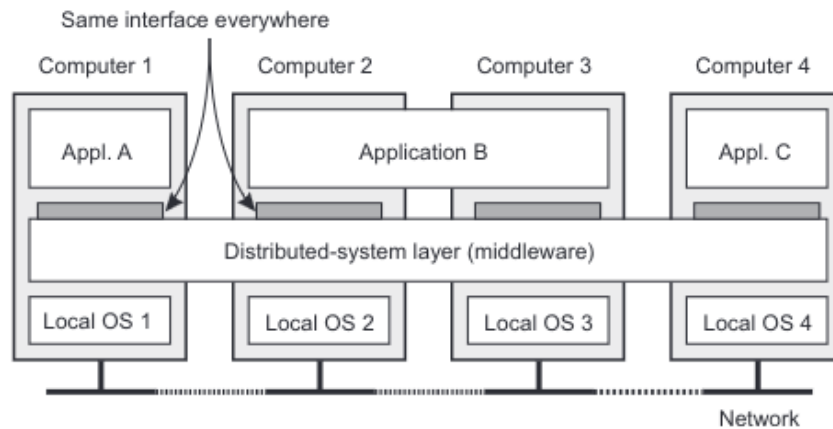 Same interface everywhere
Computer 1
Computer 2
Computer 3
Computer 4
Appl. A
Application B
Appl. C
Distributed-system layer (middleware)
Local OS 1
Local OS 2
Local OS 3
Local OS 4
Network